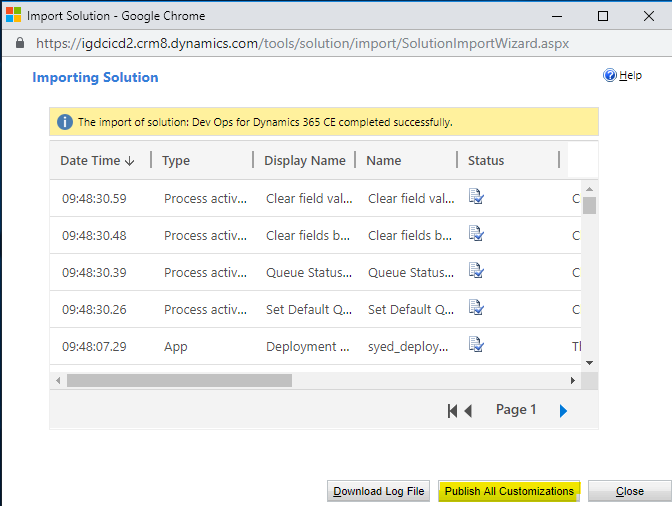 Import Solution - Google Chrome
https://igdcicd2.crm8.dynamics.com/tools/solution/import/SolutionImportWizard.aspx
Importing Solution
Help
The import of solution: Dev Ops for Dynamics 365 CE completed successfully.
Date Time Type Display Name Name Status
09:48:30.59 Process activ... Clear field val... Clear field val... C
09:48:30.48 Process activ... Clear fields b... Clear fields b... C
09:48:30.39 Process activ... Queue Status... Queue Status... C
09:48:30.26 Process activ... Set Default Q... Set Default Q... C
09:48:07.29 App Deployment ... syed_deploy... Tl
Page 1
Download Log File Publish All Customizations Close